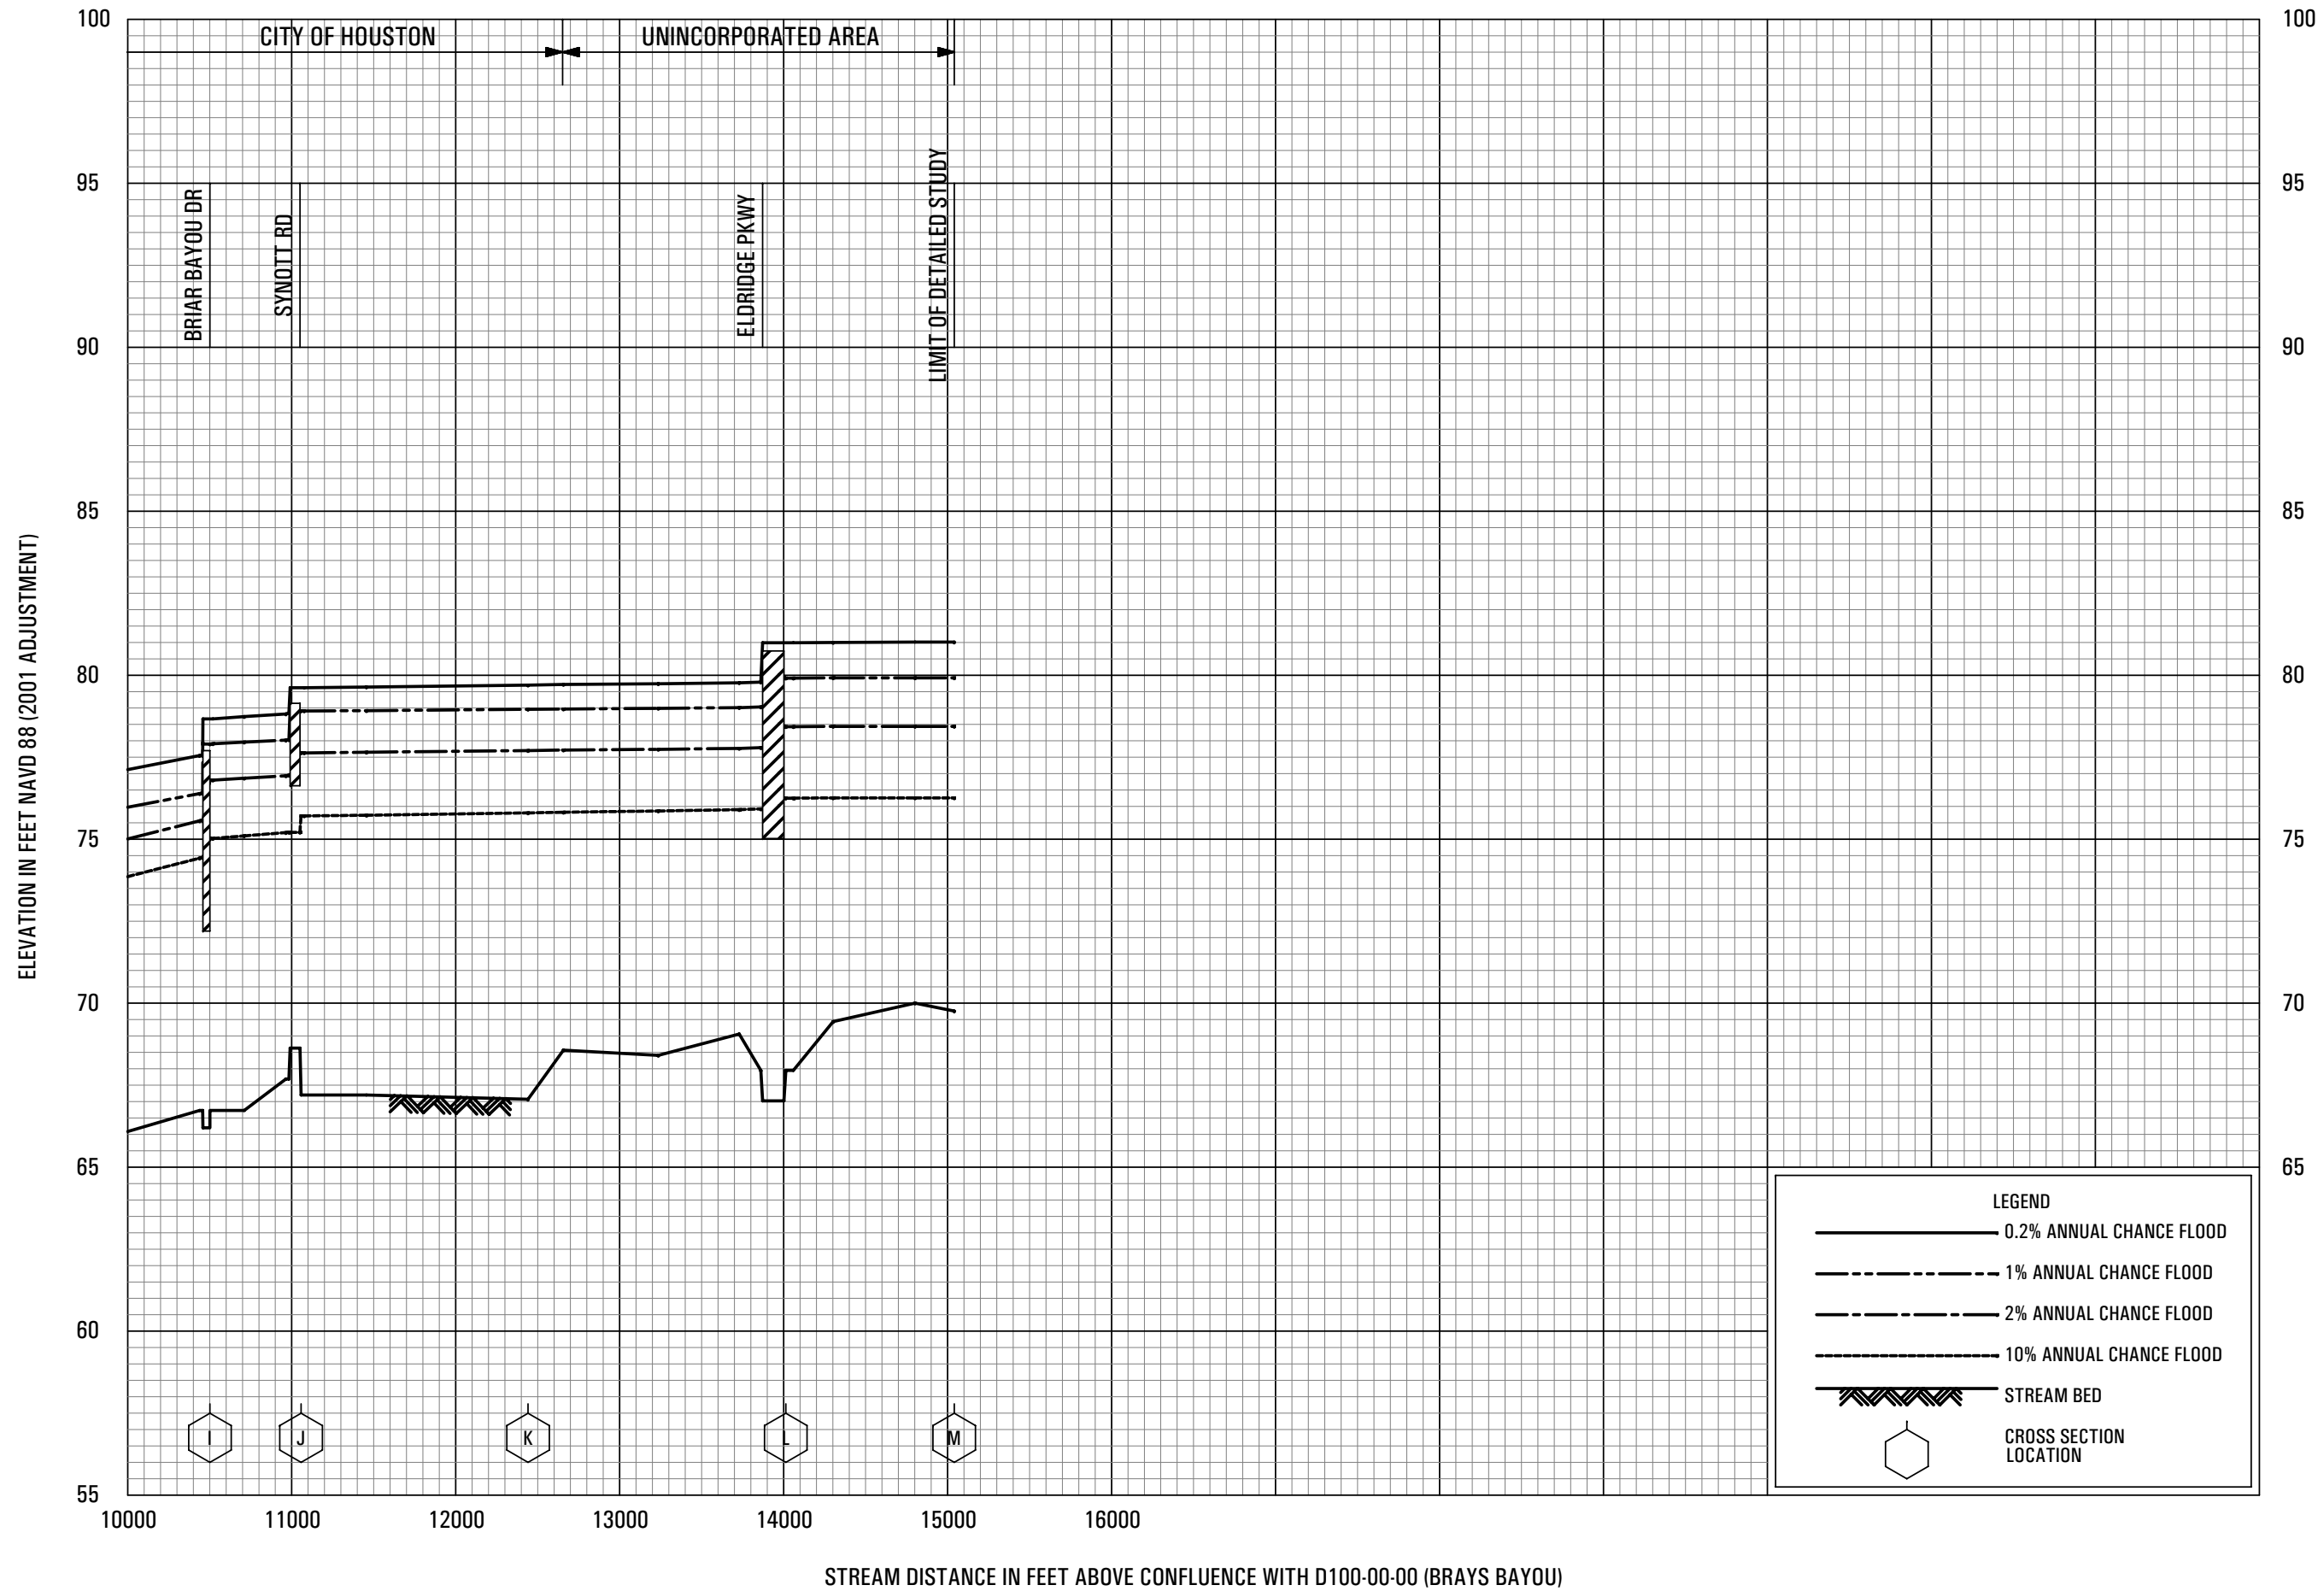 100
100
CITY OF HOUSTON
UNINCORPORATED AREA
95
95
BRIAR BAYOU DR
SYNOTT RD
ELDRIDGE PKWY
LIMIT OF DETAILED STUDY
90
90
85
85
ELEVATION IN FEET NAVD 88 (2001 ADJUSTMENT)
80
80
75
75
70
70
65
65
LEGEND
0.2% ANNUAL CHANCE FLOOD
1% ANNUAL CHANCE FLOOD
2% ANNUAL CHANCE FLOOD
10% ANNUAL CHANCE FLOOD
STREAM BED
CROSS SECTION
LOCATION
60
I
J
K
L
M
55
10000
11000
12000
13000
14000
15000
16000
STREAM DISTANCE IN FEET ABOVE CONFLUENCE WITH D100-00-00 (BRAYS BAYOU)